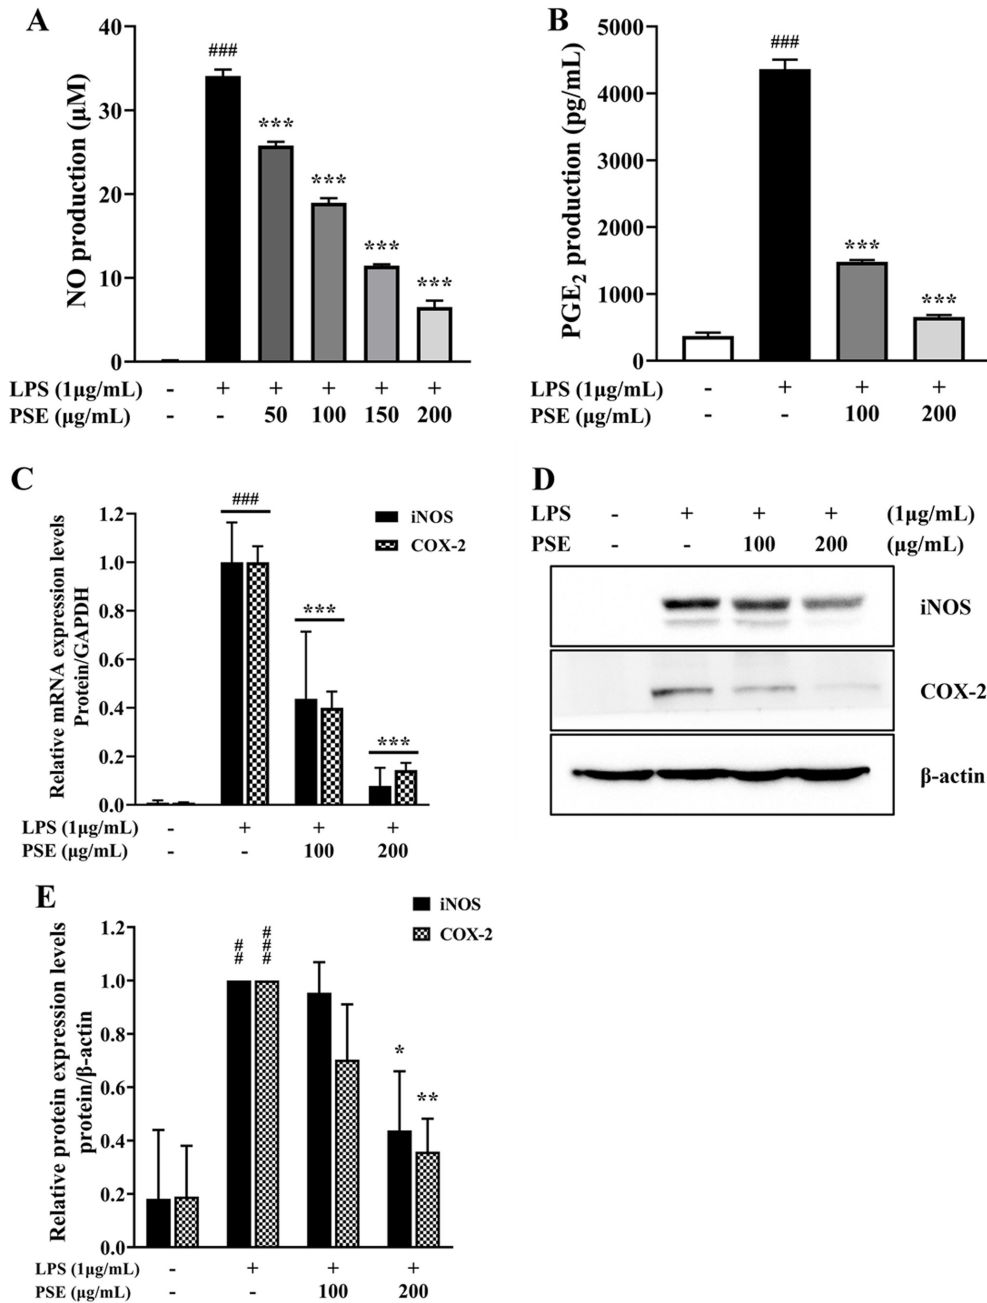 A
NO production (μM)
40
30
20
10
0
###
***
***
***
***
LPS (1μg/mL) - + + + + +
PSE (μg/mL) - - 50 100 150 200
B
PGE2 production (pg/mL)
5000
4000
3000
2000
1000
0
###
***
***
LPS (1μg/mL) - + + +
PSE (μg/mL) - - 100 200
C
Relative mRNA expression levels
Protein/GAPDH
1.2
1.0
0.8
0.6
0.4
0.2
0.0
###
***
***
iNOS
COX-2
LPS (1μg/mL) - + + +
PSE (μg/mL) - - 100 200
D
LPS - + + + (1μg/mL)
PSE - - 100 200 (μg/mL)
iNOS
COX-2
β-actin
E
Relative protein expression levels
protein/β-actin
1.2
1.0
0.8
0.6
0.4
0.2
0.0
##
###
*
**
iNOS
COX-2
LPS (1μg/mL) - + + +
PSE (μg/mL) - - 100 200